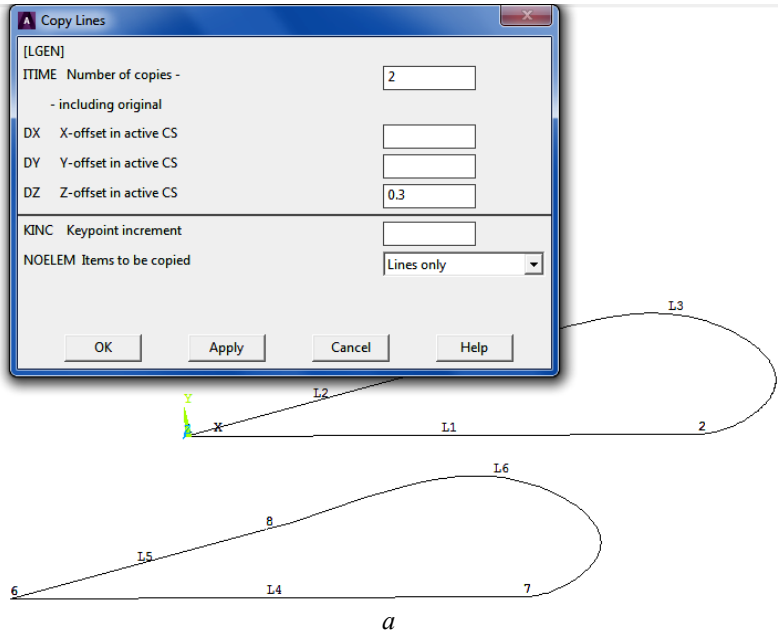 A Copy Lines X
[LGEN]
ITIME Number of copies - 2
- including original
DX X-offset in active CS
DY Y-offset in active CS
DZ Z-offset in active CS 0.3
KINC Keypoint increment
NOELEM Items to be copied Lines only
OK Apply Cancel Help
L3
L2
Y
X L1 2
L6
8
L5
6 L4 7
a